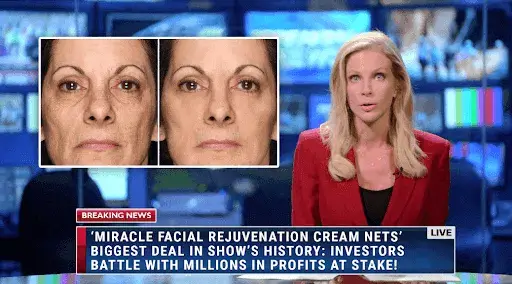 BREAKING NEWS
‘MIRACLE FACIAL REJUVENATION CREAM NETS’
BIGGEST DEAL IN SHOW’S HISTORY: INVESTORS
BATTLE WITH MILLIONS IN PROFITS AT STAKE!
LIVE